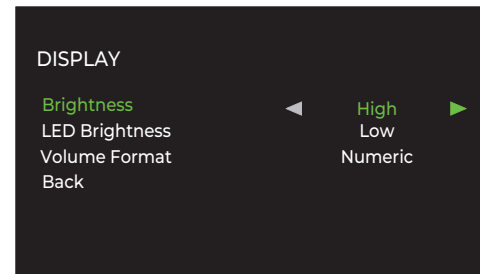 DISPLAY
Brightness High
LED Brightness Low
Volume Format Numeric
Back